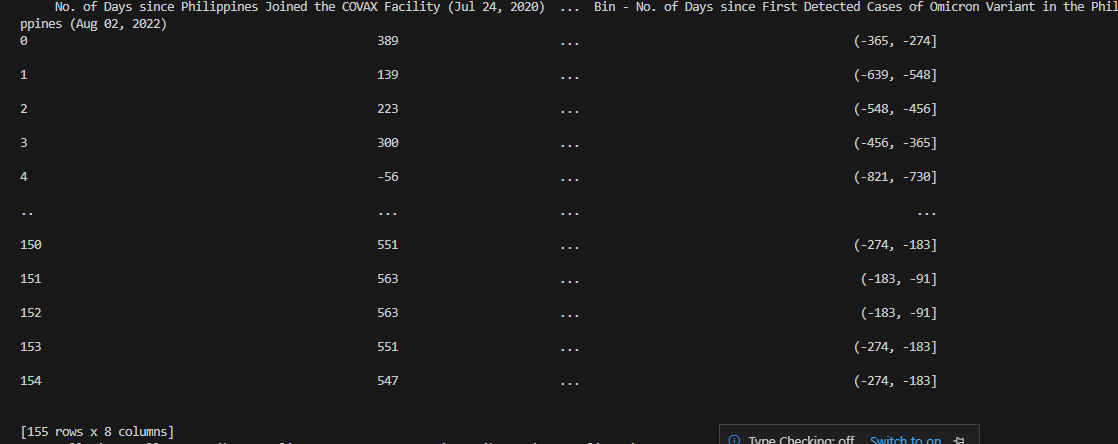 No. of Days since Philippines Joined the COVAX Facility (Jul 24, 2020) ... Bin - No. of Days since First Detected Cases of Omicron Variant in the Phil
ppines (Aug 02, 2022)
0 389 ... (-365, -274]
1 139 ... (-639, -548]
2 223 ... (-548, -456]
3 300 ... (-456, -365]
4 -56 ... (-821, -730]
.. ... ... ...
150 551 ... (-274, -183]
151 563 ... (-183, -91]
152 563 ... (-183, -91]
153 551 ... (-274, -183]
154 547 ... (-274, -183]
[155 rows x 8 columns]
Type Checking: off Switch to on